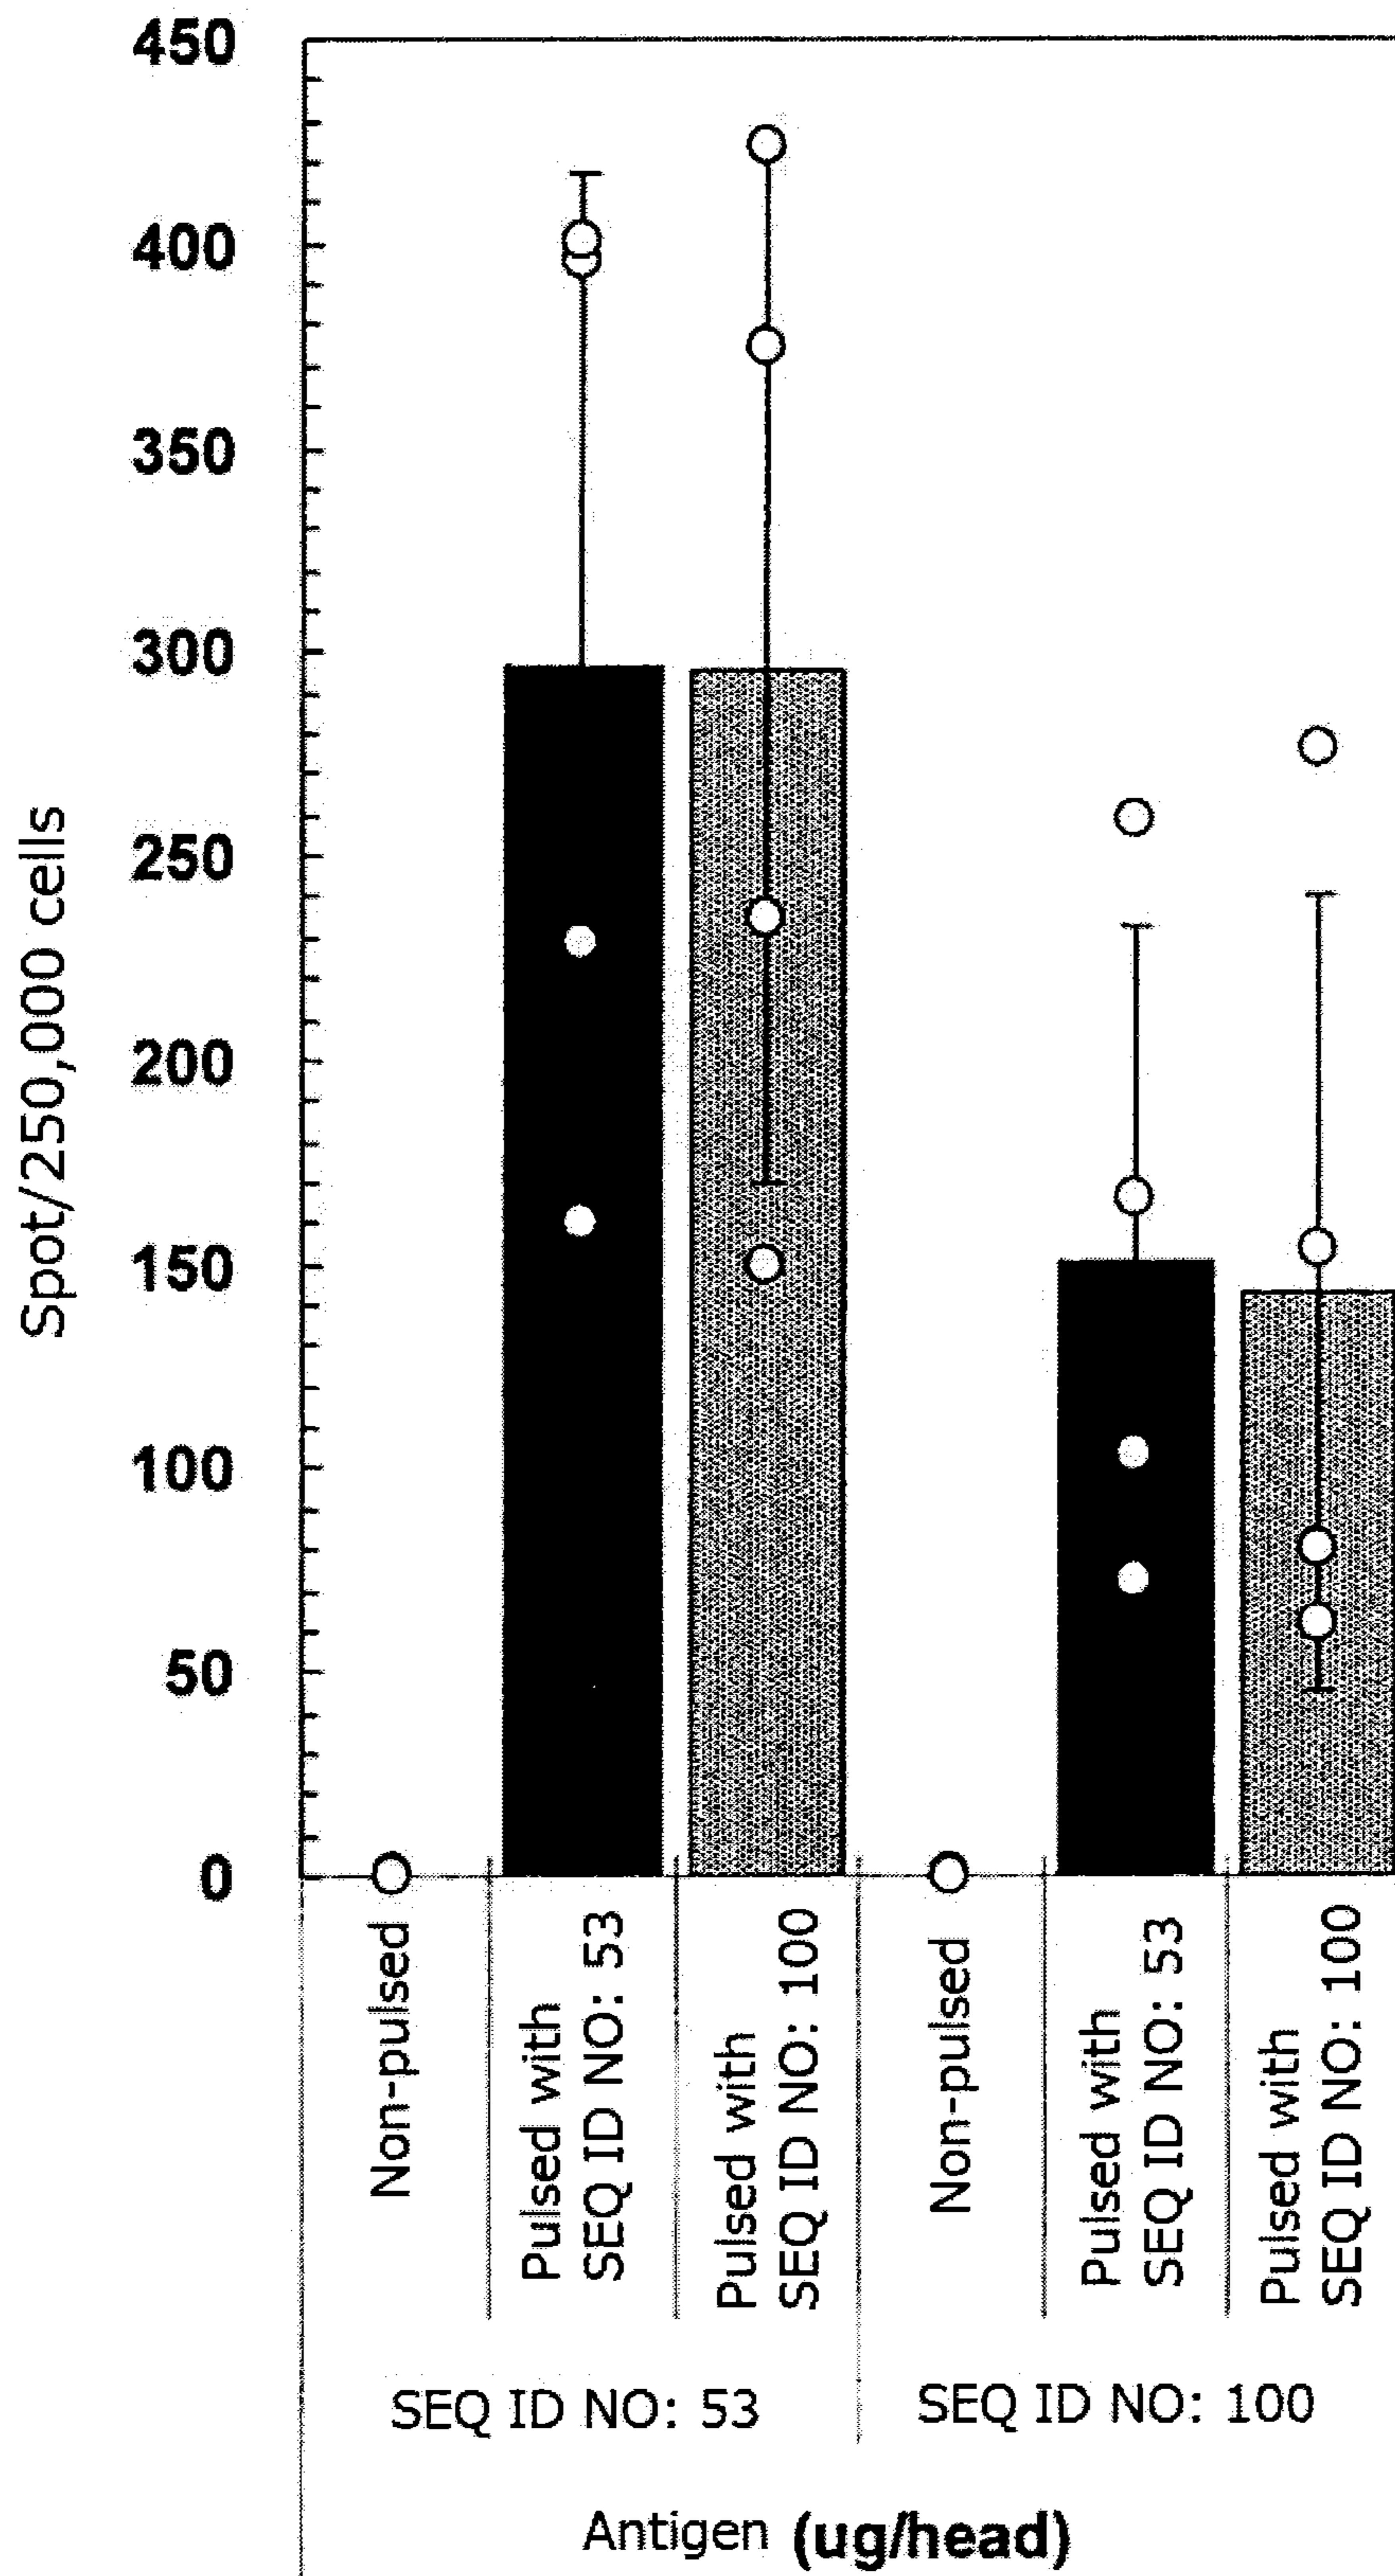 Spot/250,000 cells
450
400
350
300
250
200
150
100
50
0
Non-pulsed
Pulsed with
SEQ ID NO: 53
Pulsed with
SEQ ID NO: 100
Non-pulsed
Pulsed with
SEQ ID NO: 53
Pulsed with
SEQ ID NO: 100
SEQ ID NO: 53
SEQ ID NO: 100
Antigen (ug/head)